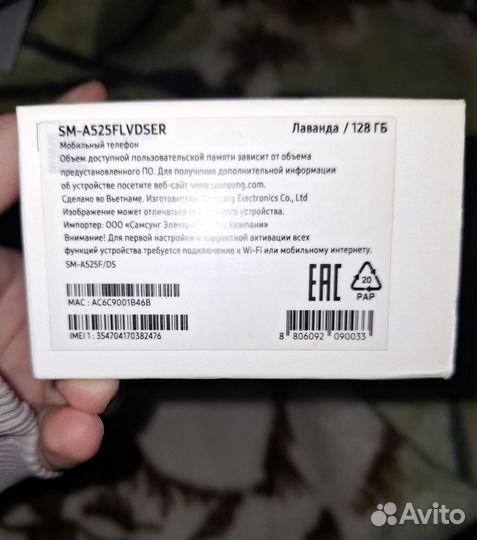 SM-A525FLVDSER Лаванда / 128 ГБ
Мобильный телефон
Объем доступной пользовательской памяти зависит от объема
предустановленного ПО. Для получения дополнительной информации
об устройстве посетите веб-сайт www.samsung.com.
Сделано во Вьетнаме. Изготовитель: Samsung Electronics Co., Ltd
Изображение может отличаться от реального устройства.
Импортер: ООО «Самсунг Электроникс Рус Компани»
Внимание! Для первой настройки и корректной активации всех
функций устройства требуется подключение к Wi-Fi или мобильному интернету.
SM-A525F/DS
EAC
20
PAP
MAC : AC6C9001B46B
IMEI 1 : 354704170382476
8 806092 090033
Avito